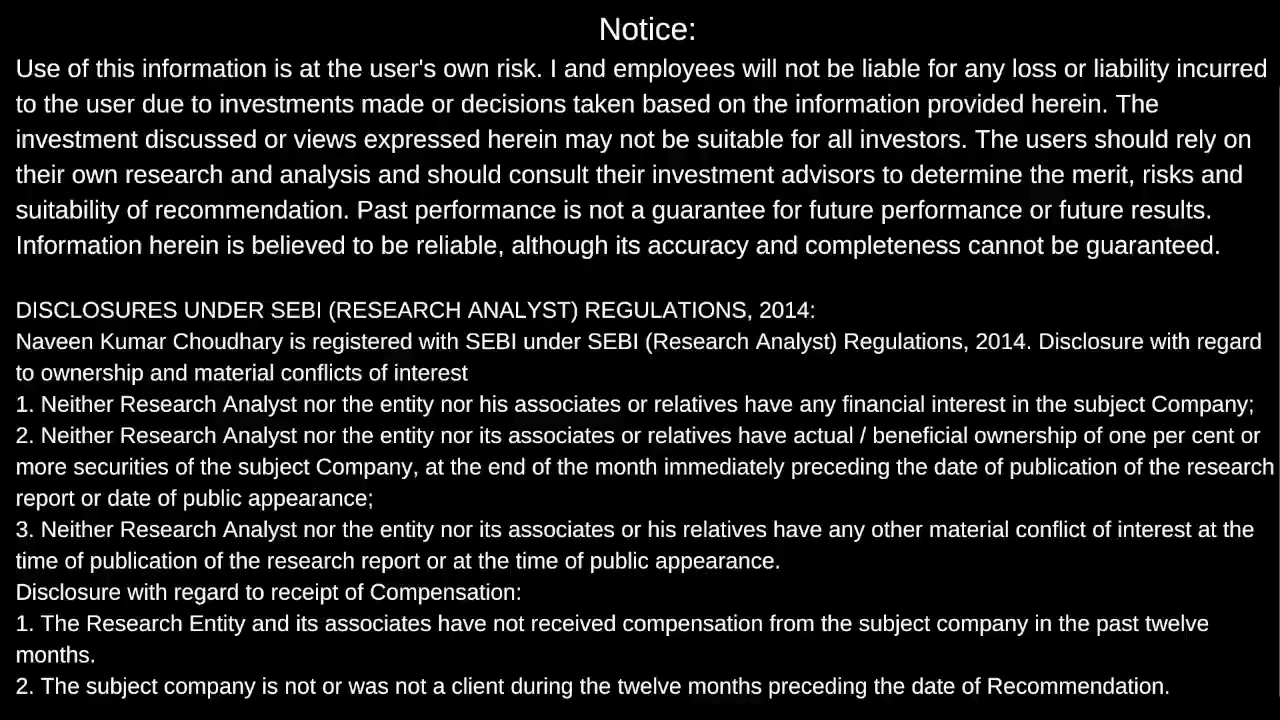 Notice:
Use of this information is at the user's own risk. I and employees will not be liable for any loss or liability incurred
to the user due to investments made or decisions taken based on the information provided herein. The
investment discussed or views expressed herein may not be suitable for all investors. The users should rely on
their own research and analysis and should consult their investment advisors to determine the merit, risks and
suitability of recommendation. Past performance is not a guarantee for future performance or future results.
Information herein is believed to be reliable, although its accuracy and completeness cannot be guaranteed.
DISCLOSURES UNDER SEBI (RESEARCH ANALYST) REGULATIONS, 2014:
Naveen Kumar Choudhary is registered with SEBI under SEBI (Research Analyst) Regulations, 2014. Disclosure with regard
to ownership and material conflicts of interest
1. Neither Research Analyst nor the entity nor his associates or relatives have any financial interest in the subject Company;
2. Neither Research Analyst nor the entity nor its associates or relatives have actual / beneficial ownership of one per cent or
more securities of the subject Company, at the end of the month immediately preceding the date of publication of the research
report or date of public appearance;
3. Neither Research Analyst nor the entity nor its associates or his relatives have any other material conflict of interest at the
time of publication of the research report or at the time of public appearance.
Disclosure with regard to receipt of Compensation:
1. The Research Entity and its associates have not received compensation from the subject company in the past twelve
months.
2. The subject company is not or was not a client during the twelve months preceding the date of Recommendation.